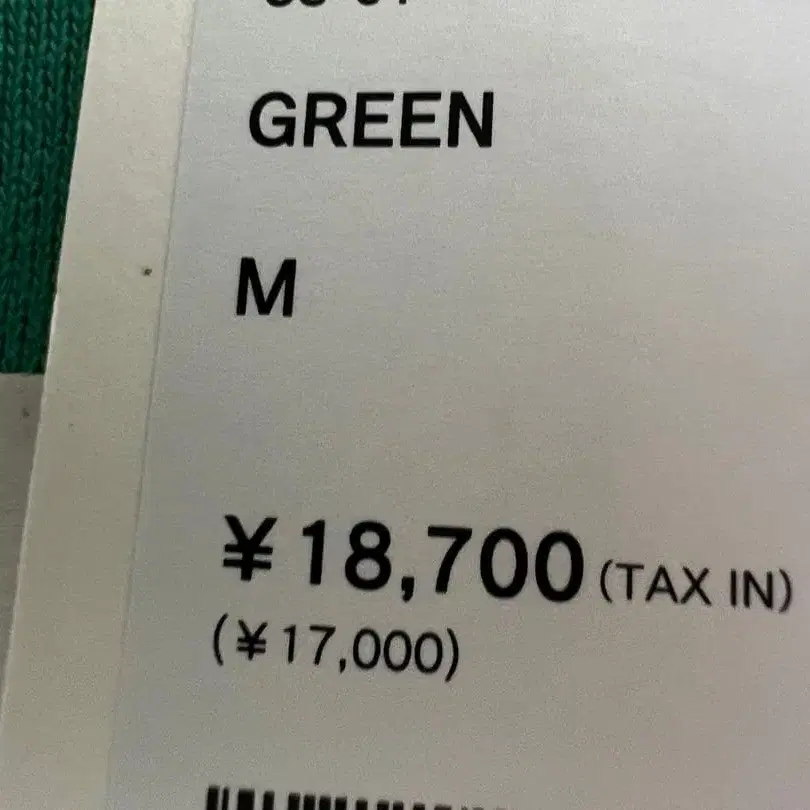 GREEN
M
¥18,700 (TAX IN)
(¥17,000)